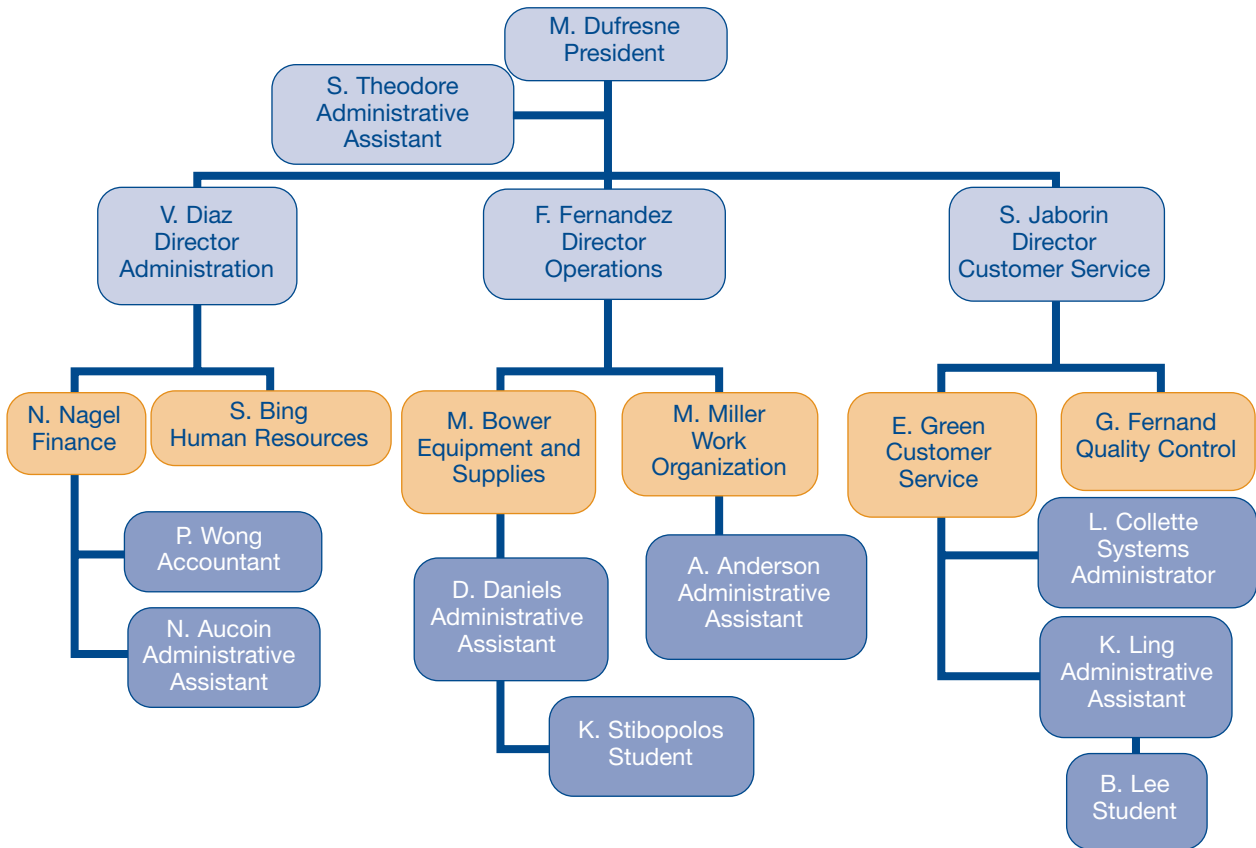 M. Dufresne
President
S. Theodore
Administrative
Assistant
V. Diaz
Director
Administration
F. Fernandez
Director
Operations
S. Jaborin
Director
Customer Service
N. Nagel
Finance
S. Bing
Human Resources
M. Bower
Equipment and
Supplies
M. Miller
Work
Organization
E. Green
Customer
Service
G. Fernand
Quality Control
P. Wong
Accountant
N. Aucoin
Administrative
Assistant
D. Daniels
Administrative
Assistant
K. Stibopolos
Student
A. Anderson
Administrative
Assistant
L. Collette
Systems
Administrator
K. Ling
Administrative
Assistant
B. Lee
Student